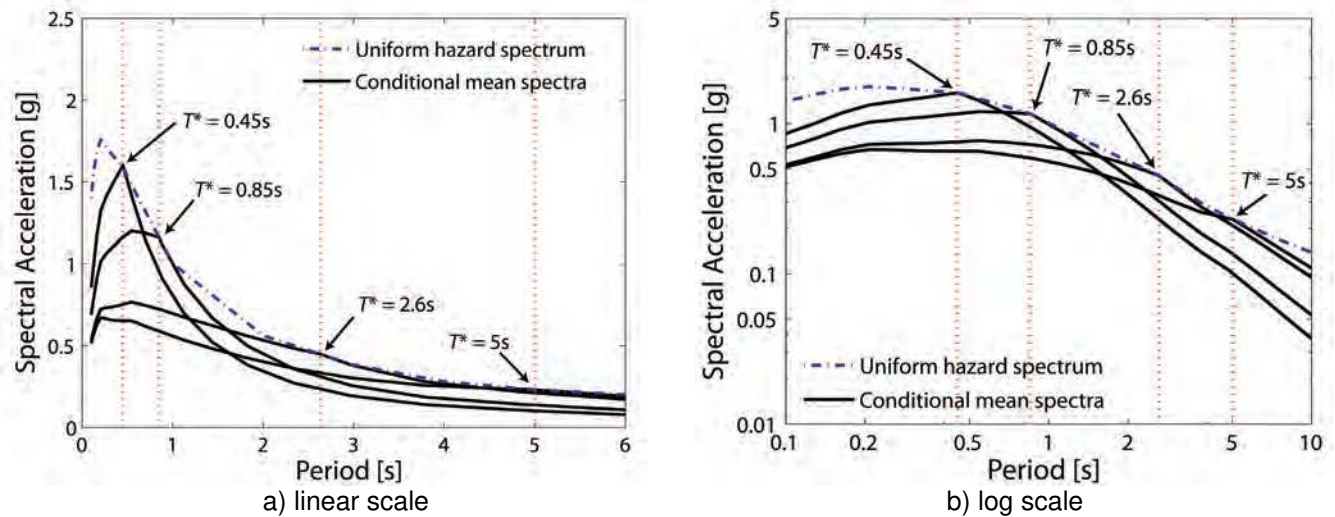 2.5
2
1.5
1
0.5
0
Spectral Acceleration [g]
Uniform hazard spectrum
Conditional mean spectra
T* = 0.45s
T* = 0.85s
T* = 2.6s
T* = 5s
0 1 2 3 4 5 6
Period [s]
a) linear scale
5
1
0.5
0.1
0.05
0.01
Spectral Acceleration [g]
T* = 0.45s
T* = 0.85s
T* = 2.6s
T* = 5s
Uniform hazard spectrum
Conditional mean spectra
0.1 0.2 0.5 1 2 5 10
Period [s]
b) log scale